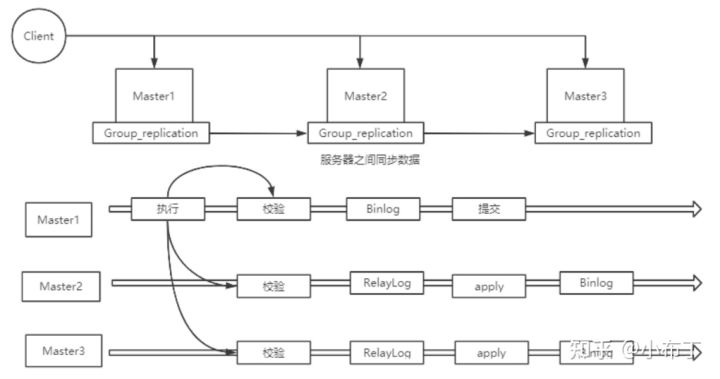 Client
Master1
Master2
Master3
Group_replication
Group_replication
Group_replication
服务器之间同步数据
Master1
执行
校验
Binlog
提交
Master2
校验
RelayLog
apply
Binlog
Master3
校验
RelayLog
apply
Binlog
知乎 @小布丁